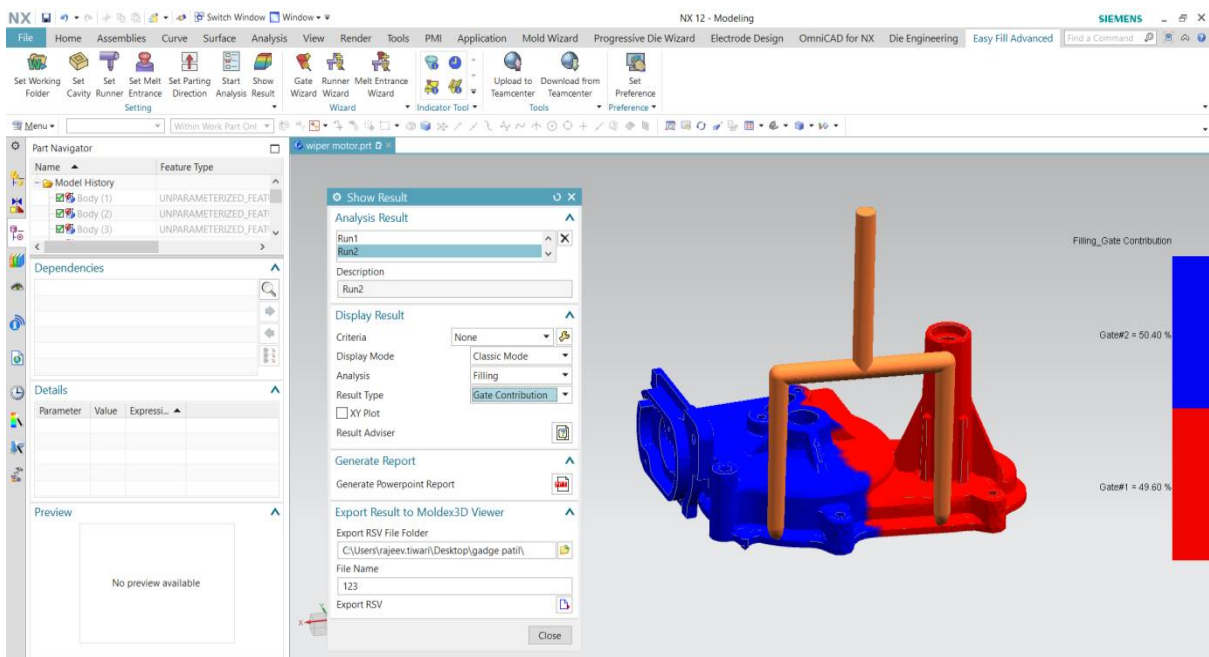 NX Switch Window Window NX 12 - Modeling SIEMENS
File Home Assemblies Curve Surface Analysis View Render Tools PMI Application Mold Wizard Progressive Die Wizard Electrode Design OmniCAD for NX Die Engineering Easy Fill Advanced Find a Command
Set Working Set Set Set Melt Set Parting Start Show Gate Runner Melt Entrance Upload to Download from Set
Folder Cavity Runner Entrance Direction Analysis Result Wizard Wizard Wizard Teamcenter Teamcenter Preference
Setting Wizard Indicator Tool Tools Preference
Menu Within Work Part Onl
Part Navigator
wiper motor.prt
Name Feature Type
Model History
Body (1) UNPARAMETERIZED_FEAT
Body (2) UNPARAMETERIZED_FEAT
Body (3) UNPARAMETERIZED_FEAT
Dependencies
Details
Parameter Value Expressi...
Preview
No preview available
Show Result
Analysis Result
Run1
Run2
Description
Run2
Display Result
Criteria None
Display Mode Classic Mode
Analysis Filling
Result Type Gate Contribution
XY Plot
Result Adviser
Generate Report
Generate Powerpoint Report
Export Result to Moldex3D Viewer
Export RSV File Folder
C:\Users\rajeev.tiwari\Desktop\gadge patil\
File Name
123
Export RSV
Close
Filling_Gate Contribution
Gate#2 = 50.40 %
Gate#1 = 49.60 %
X
Y